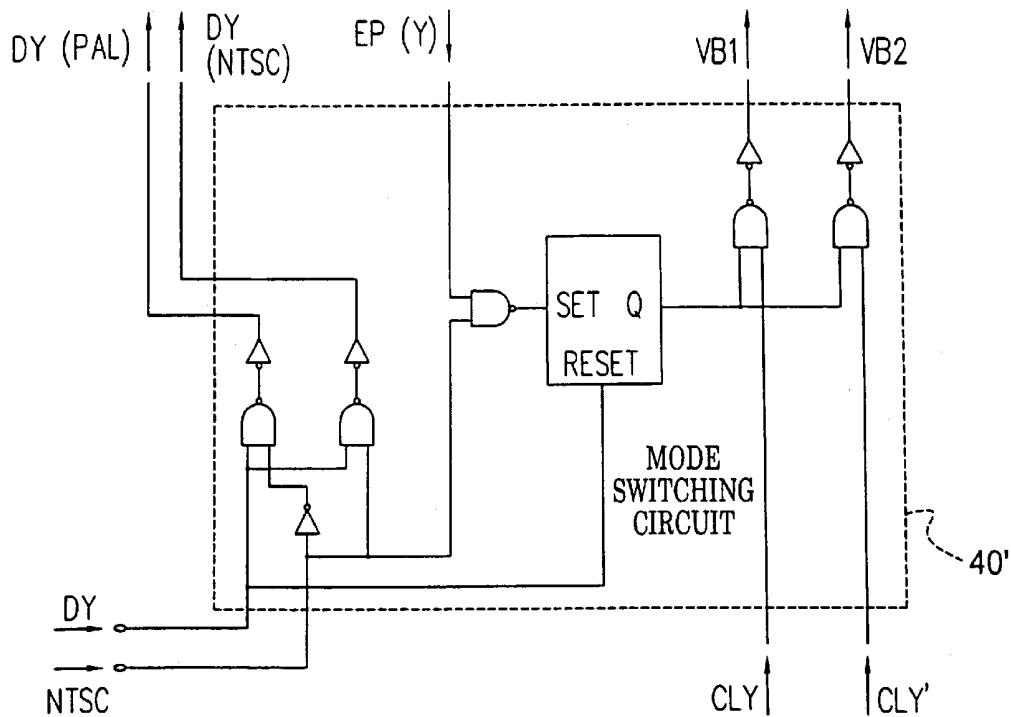 DY (PAL)
DY
(NTSC)
EP (Y)
VB1
VB2
SET Q
RESET
MODE
SWITCHING
CIRCUIT
40'
DY
NTSC
CLY
CLY'